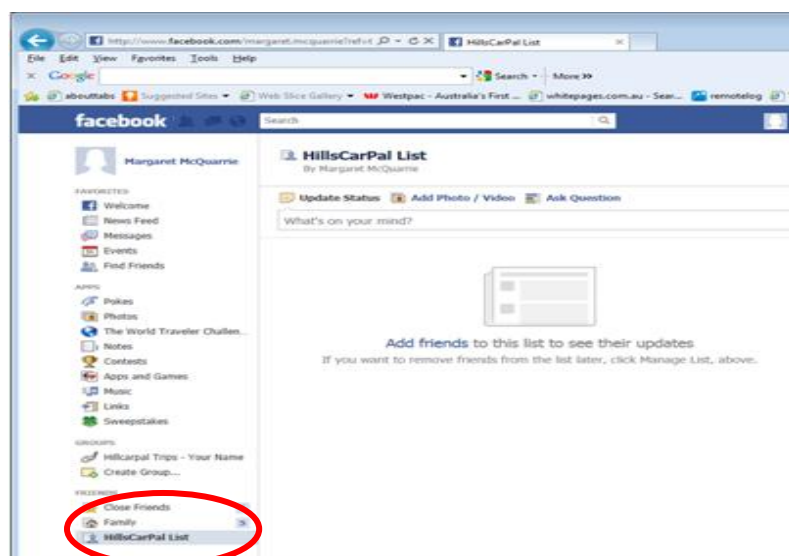 http://www.facebook.com/margaret.mcquarrie?ref=t
HillsCarPal List
File Edit View Favorites Tools Help
Google Search More »
abouttabs Suggested Sites Web Slice Gallery Westpac - Australia's First ... whitepages.com.au - Sear... remotelog
facebook Search
Margaret McQuarrie
HillsCarPal List
By Margaret McQuarrie
FAVORITES
Welcome
News Feed
Messages
Events
Find Friends
Update Status Add Photo / Video Ask Question
What's on your mind?
APPS
Pokes
Photos
The World Traveler Challen...
Notes
Contests
Apps and Games
Music
Links
Sweepstakes
Add friends to this list to see their updates
If you want to remove friends from the list later, click Manage List, above.
GROUPS
Hillcarpal Trips - Your Name
Create Group...
FRIENDS
Close Friends
Family
HillsCarPal List